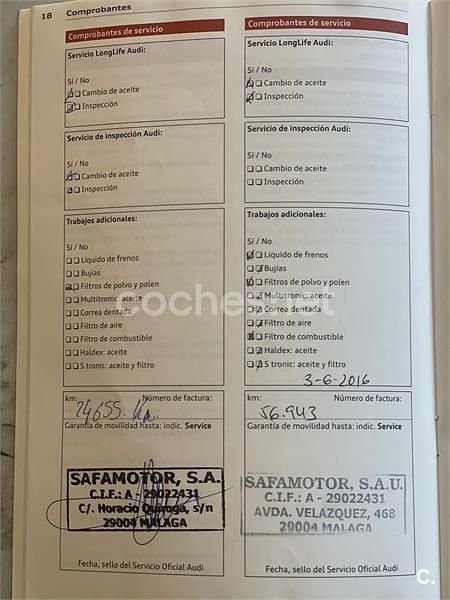 18 Comprobantes
Comprobantes de servicio
Servicio LongLife Audi:
Sí / No
Cambio de aceite
Inspección
Servicio de inspección Audi:
Sí / No
Cambio de aceite
Inspección
Trabajos adicionales:
Sí / No
Líquido de frenos
Bujías
Filtros de polvo y polen
Multitronic: aceite
Correa dentada
Filtro de aire
Filtro de combustible
Haldex: aceite
S tronic: aceite y filtro
km: Número de factura:
24655. Km.
Garantía de movilidad hasta: indic. Service
SAFAMOTOR, S.A.
C.I.F.: A - 29022431
C/. Horacio Quiroga, s/n
29004 MALAGA
Fecha, sello del Servicio Oficial Audi
Comprobantes de servicio
Servicio LongLife Audi:
Sí / No
Cambio de aceite
Inspección
Servicio de inspección Audi:
Sí / No
Cambio de aceite
Inspección
Trabajos adicionales:
Sí / No
Líquido de frenos
Bujías
Filtros de polvo y polen
Multitronic: aceite
Correa dentada
Filtro de aire
Filtro de combustible
Haldex: aceite
S tronic: aceite y filtro
3-6-2016
km: Número de factura:
56.943
Garantía de movilidad hasta: indic. Service
SAFAMOTOR, S.A.U.
C.I.F.: A - 29022431
AVDA. VELAZQUEZ, 468
29004 MALAGA
Fecha, sello del Servicio Oficial Audi
coches.net
C.